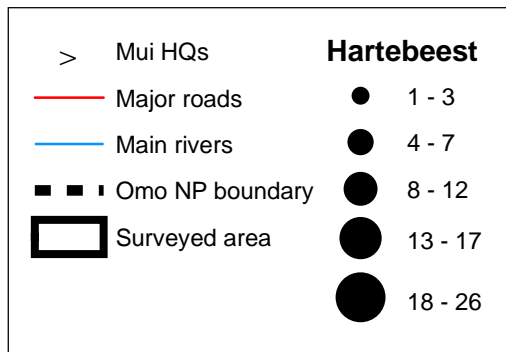 > Mui HQs
Major roads
Main rivers
Omo NP boundary
Surveyed area
Hartebeest
1 - 3
4 - 7
8 - 12
13 - 17
18 - 26